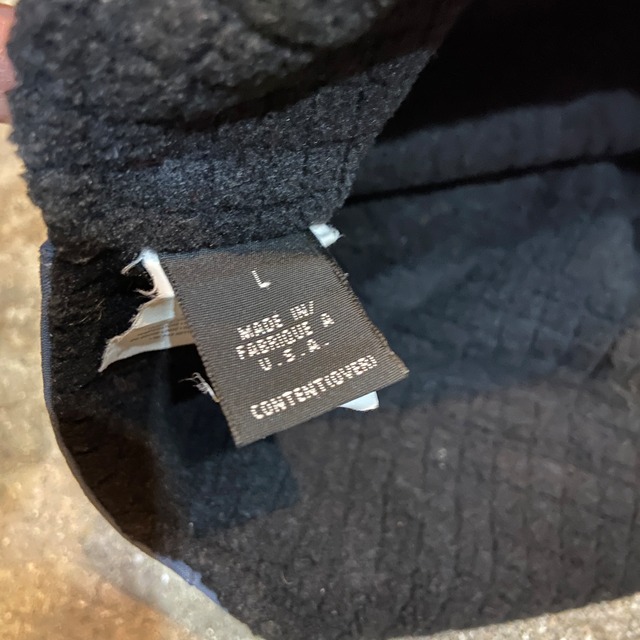 L
MADE IN/
FABRIQUE A
U.S.A.
CONTENT(OVER)